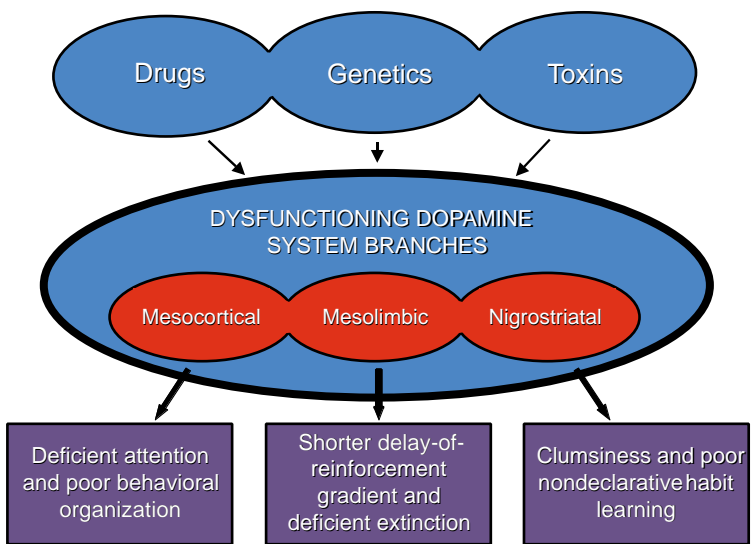 Drugs
Genetics
Toxins
DYSFUNCTIONING DOPAMINE
SYSTEM BRANCHES
Mesocortical
Mesolimbic
Nigrostriatal
Deficient attention
and poor behavioral
organization
Shorter delay-of-
reinforcement
gradient and
deficient extinction
Clumsiness and poor
nondeclarative habit
learning